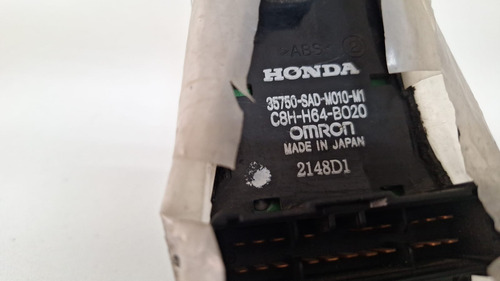 >ABS<
HONDA
35750-SAD-M010-M1
C8H-H64-B020
OMRON
MADE IN JAPAN
2148D1